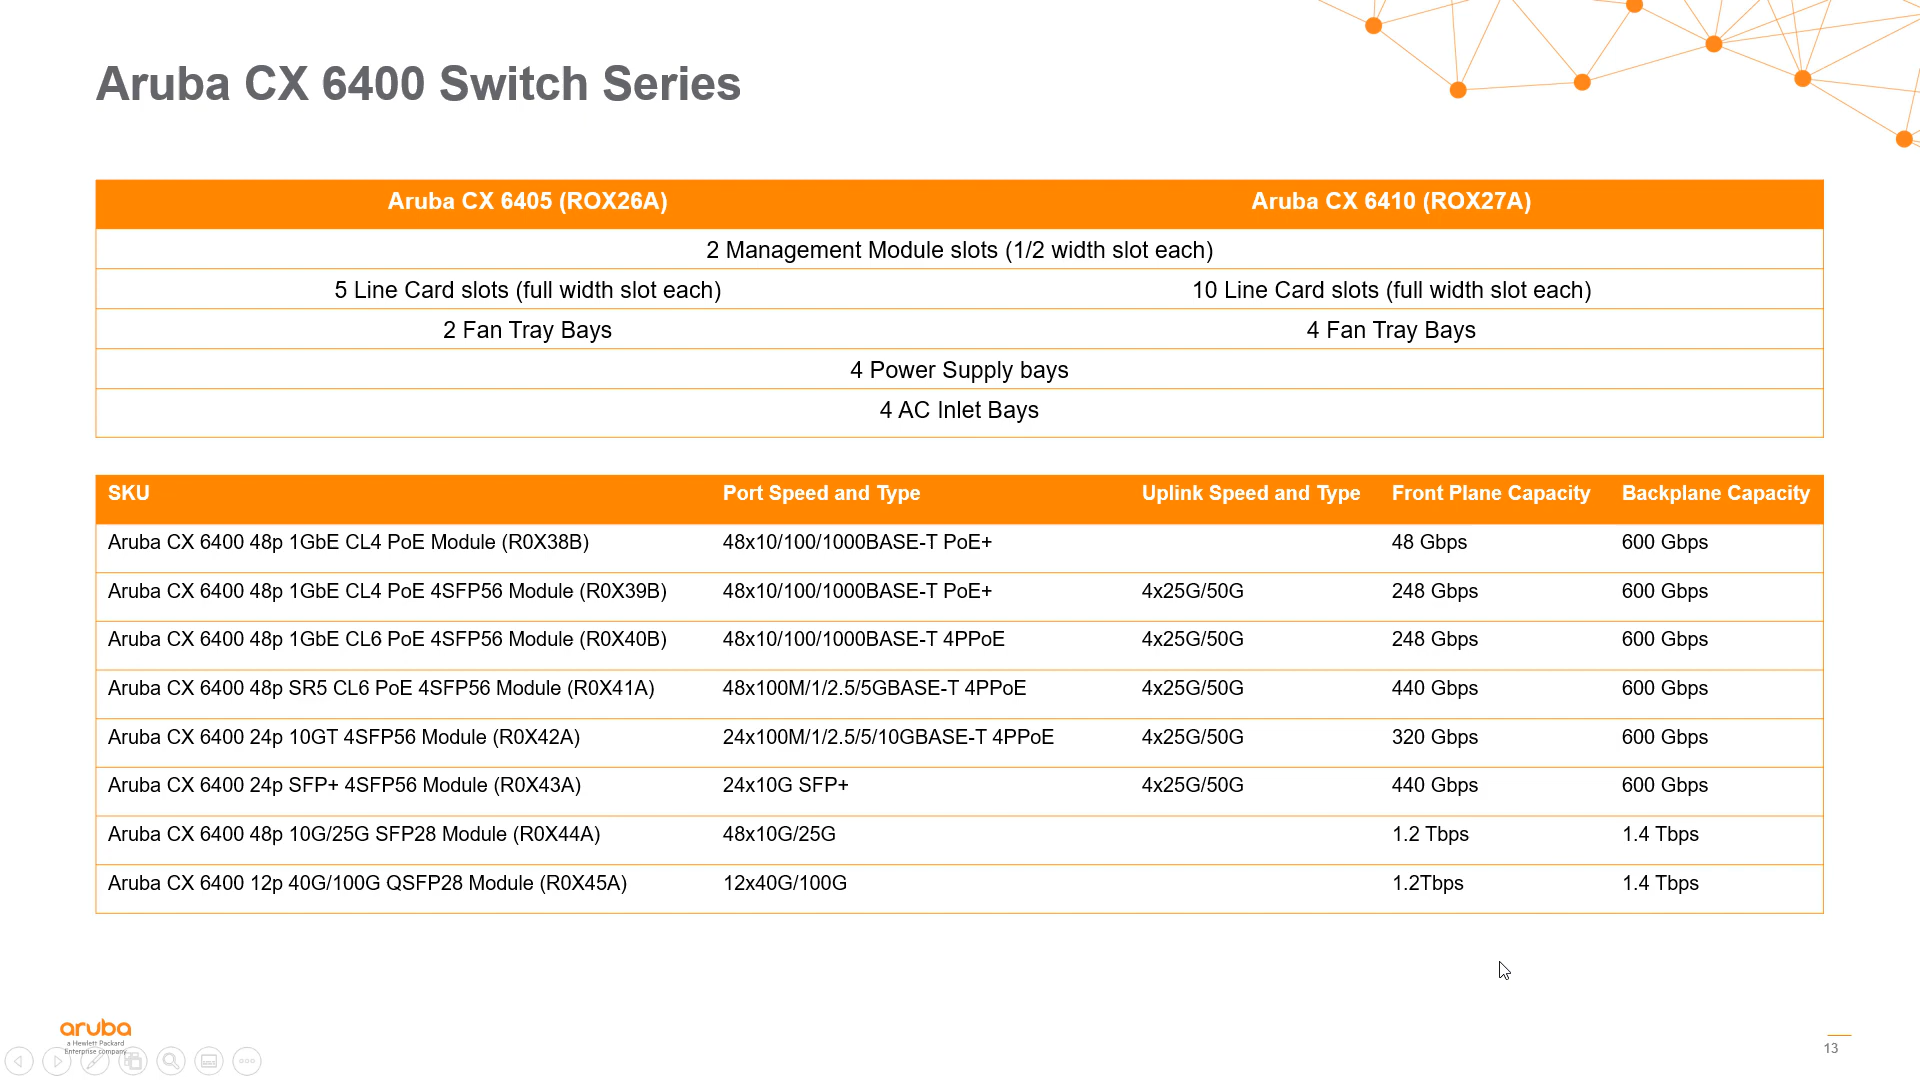 Aruba CX 6400 Switch Series
Aruba CX 6405 (ROX26A) Aruba CX 6410 (ROX27A)
2 Management Module slots (1/2 width slot each)
5 Line Card slots (full width slot each) 10 Line Card slots (full width slot each)
2 Fan Tray Bays 4 Fan Tray Bays
4 Power Supply bays
4 AC Inlet Bays
SKU Port Speed and Type Uplink Speed and Type Front Plane Capacity Backplane Capacity
Aruba CX 6400 48p 1GbE CL4 PoE Module (R0X38B) 48x10/100/1000BASE-T PoE+ 48 Gbps 600 Gbps
Aruba CX 6400 48p 1GbE CL4 PoE 4SFP56 Module (R0X39B) 48x10/100/1000BASE-T PoE+ 4x25G/50G 248 Gbps 600 Gbps
Aruba CX 6400 48p 1GbE CL6 PoE 4SFP56 Module (R0X40B) 48x10/100/1000BASE-T 4PPoE 4x25G/50G 248 Gbps 600 Gbps
Aruba CX 6400 48p SR5 CL6 PoE 4SFP56 Module (R0X41A) 48x100M/1/2.5/5GBASE-T 4PPoE 4x25G/50G 440 Gbps 600 Gbps
Aruba CX 6400 24p 10GT 4SFP56 Module (R0X42A) 24x100M/1/2.5/5/10GBASE-T 4PPoE 4x25G/50G 320 Gbps 600 Gbps
Aruba CX 6400 24p SFP+ 4SFP56 Module (R0X43A) 24x10G SFP+ 4x25G/50G 440 Gbps 600 Gbps
Aruba CX 6400 48p 10G/25G SFP28 Module (R0X44A) 48x10G/25G 1.2 Tbps 1.4 Tbps
Aruba CX 6400 12p 40G/100G QSFP28 Module (R0X45A) 12x40G/100G 1.2Tbps 1.4 Tbps
aruba
a Hewlett Packard
Enterprise company
13